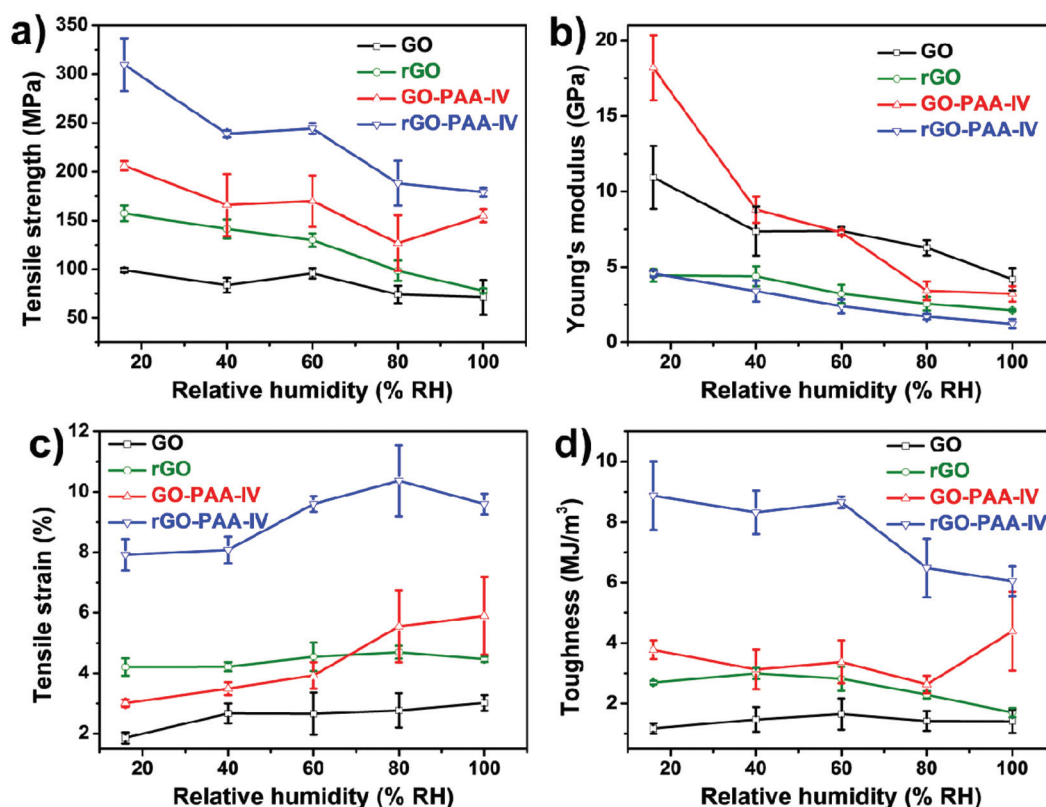 a)
350
300
250
200
150
100
50
Tensile strength (MPa)
GO
rGO
GO-PAA-IV
rGO-PAA-IV
20 40 60 80 100
Relative humidity (% RH)
b)
20
15
10
5
0
Young's modulus (GPa)
GO
rGO
GO-PAA-IV
rGO-PAA-IV
20 40 60 80 100
Relative humidity (% RH)
c)
12
10
8
6
4
2
Tensile strain (%)
GO
rGO
GO-PAA-IV
rGO-PAA-IV
20 40 60 80 100
Relative humidity (% RH)
d)
10
8
6
4
2
Toughness (MJ/m³)
GO
rGO
GO-PAA-IV
rGO-PAA-IV
20 40 60 80 100
Relative humidity (% RH)